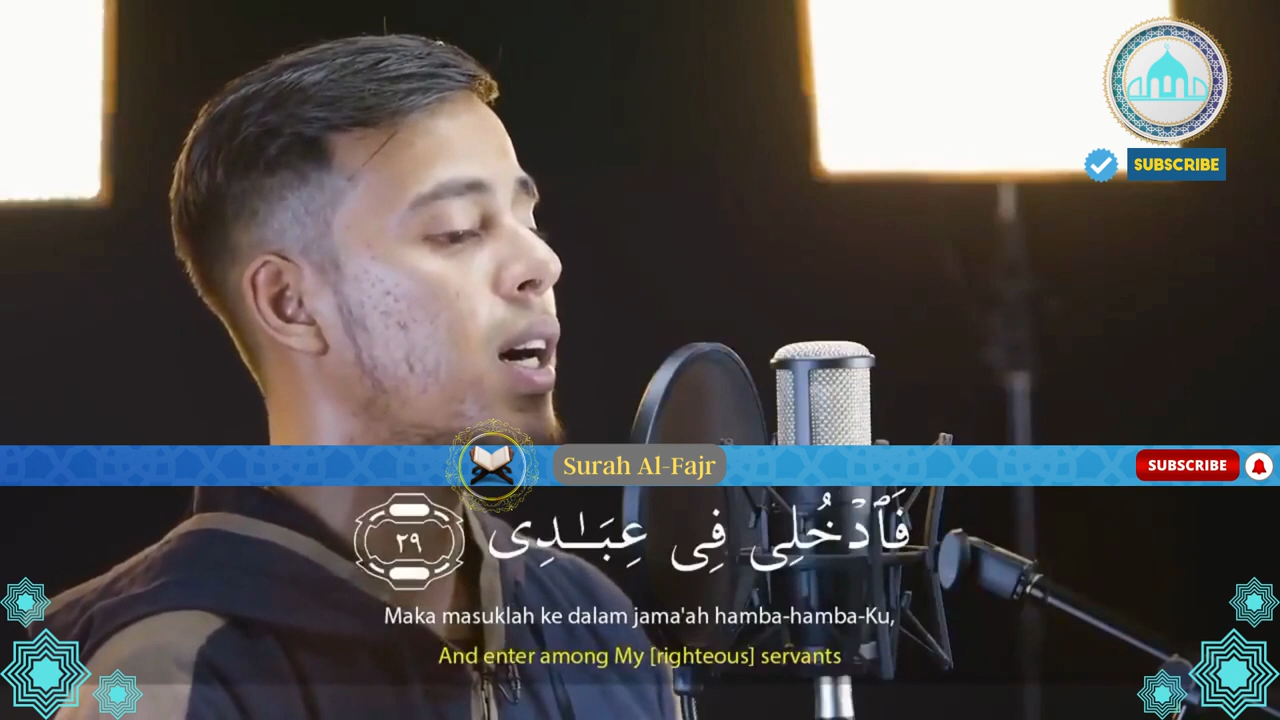 SUBSCRIBE
Surah Al-Fajr
SUBSCRIBE
فَٱدْخُلِى فِى عِبَـٰدِى ٢٩
Maka masuklah ke dalam jama'ah hamba-hamba-Ku,
And enter among My [righteous] servants